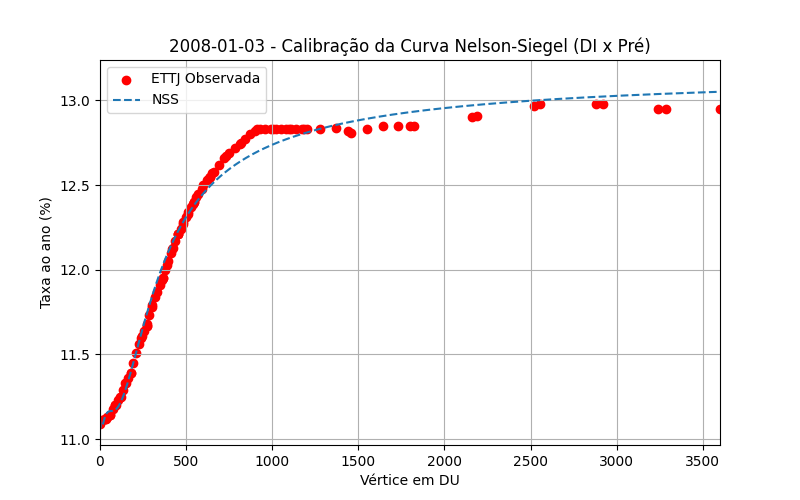 2008-01-03 - Calibração da Curva Nelson-Siegel (DI x Pré)
ETTJ Observada
NSS
Taxa ao ano (%)
13.0
12.5
12.0
11.5
11.0
0 500 1000 1500 2000 2500 3000 3500
Vértice em DU